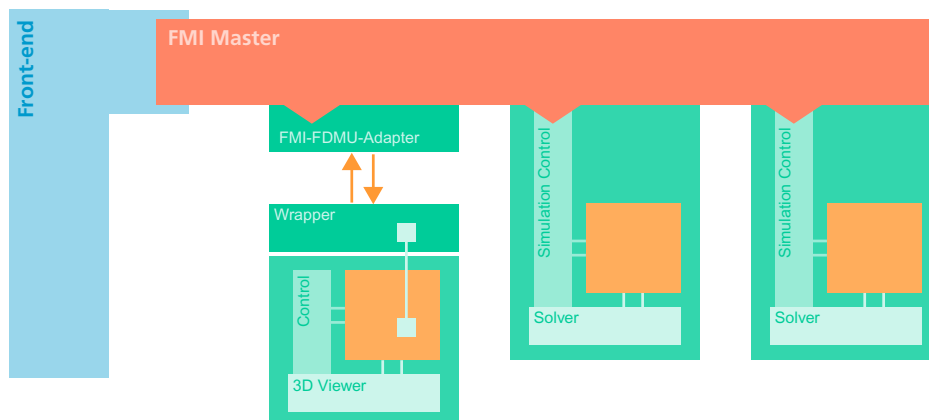 Front-end
FMI Master
FMI-FDMU-Adapter
Wrapper
Control
3D Viewer
Simulation Control
Solver
Simulation Control
Solver